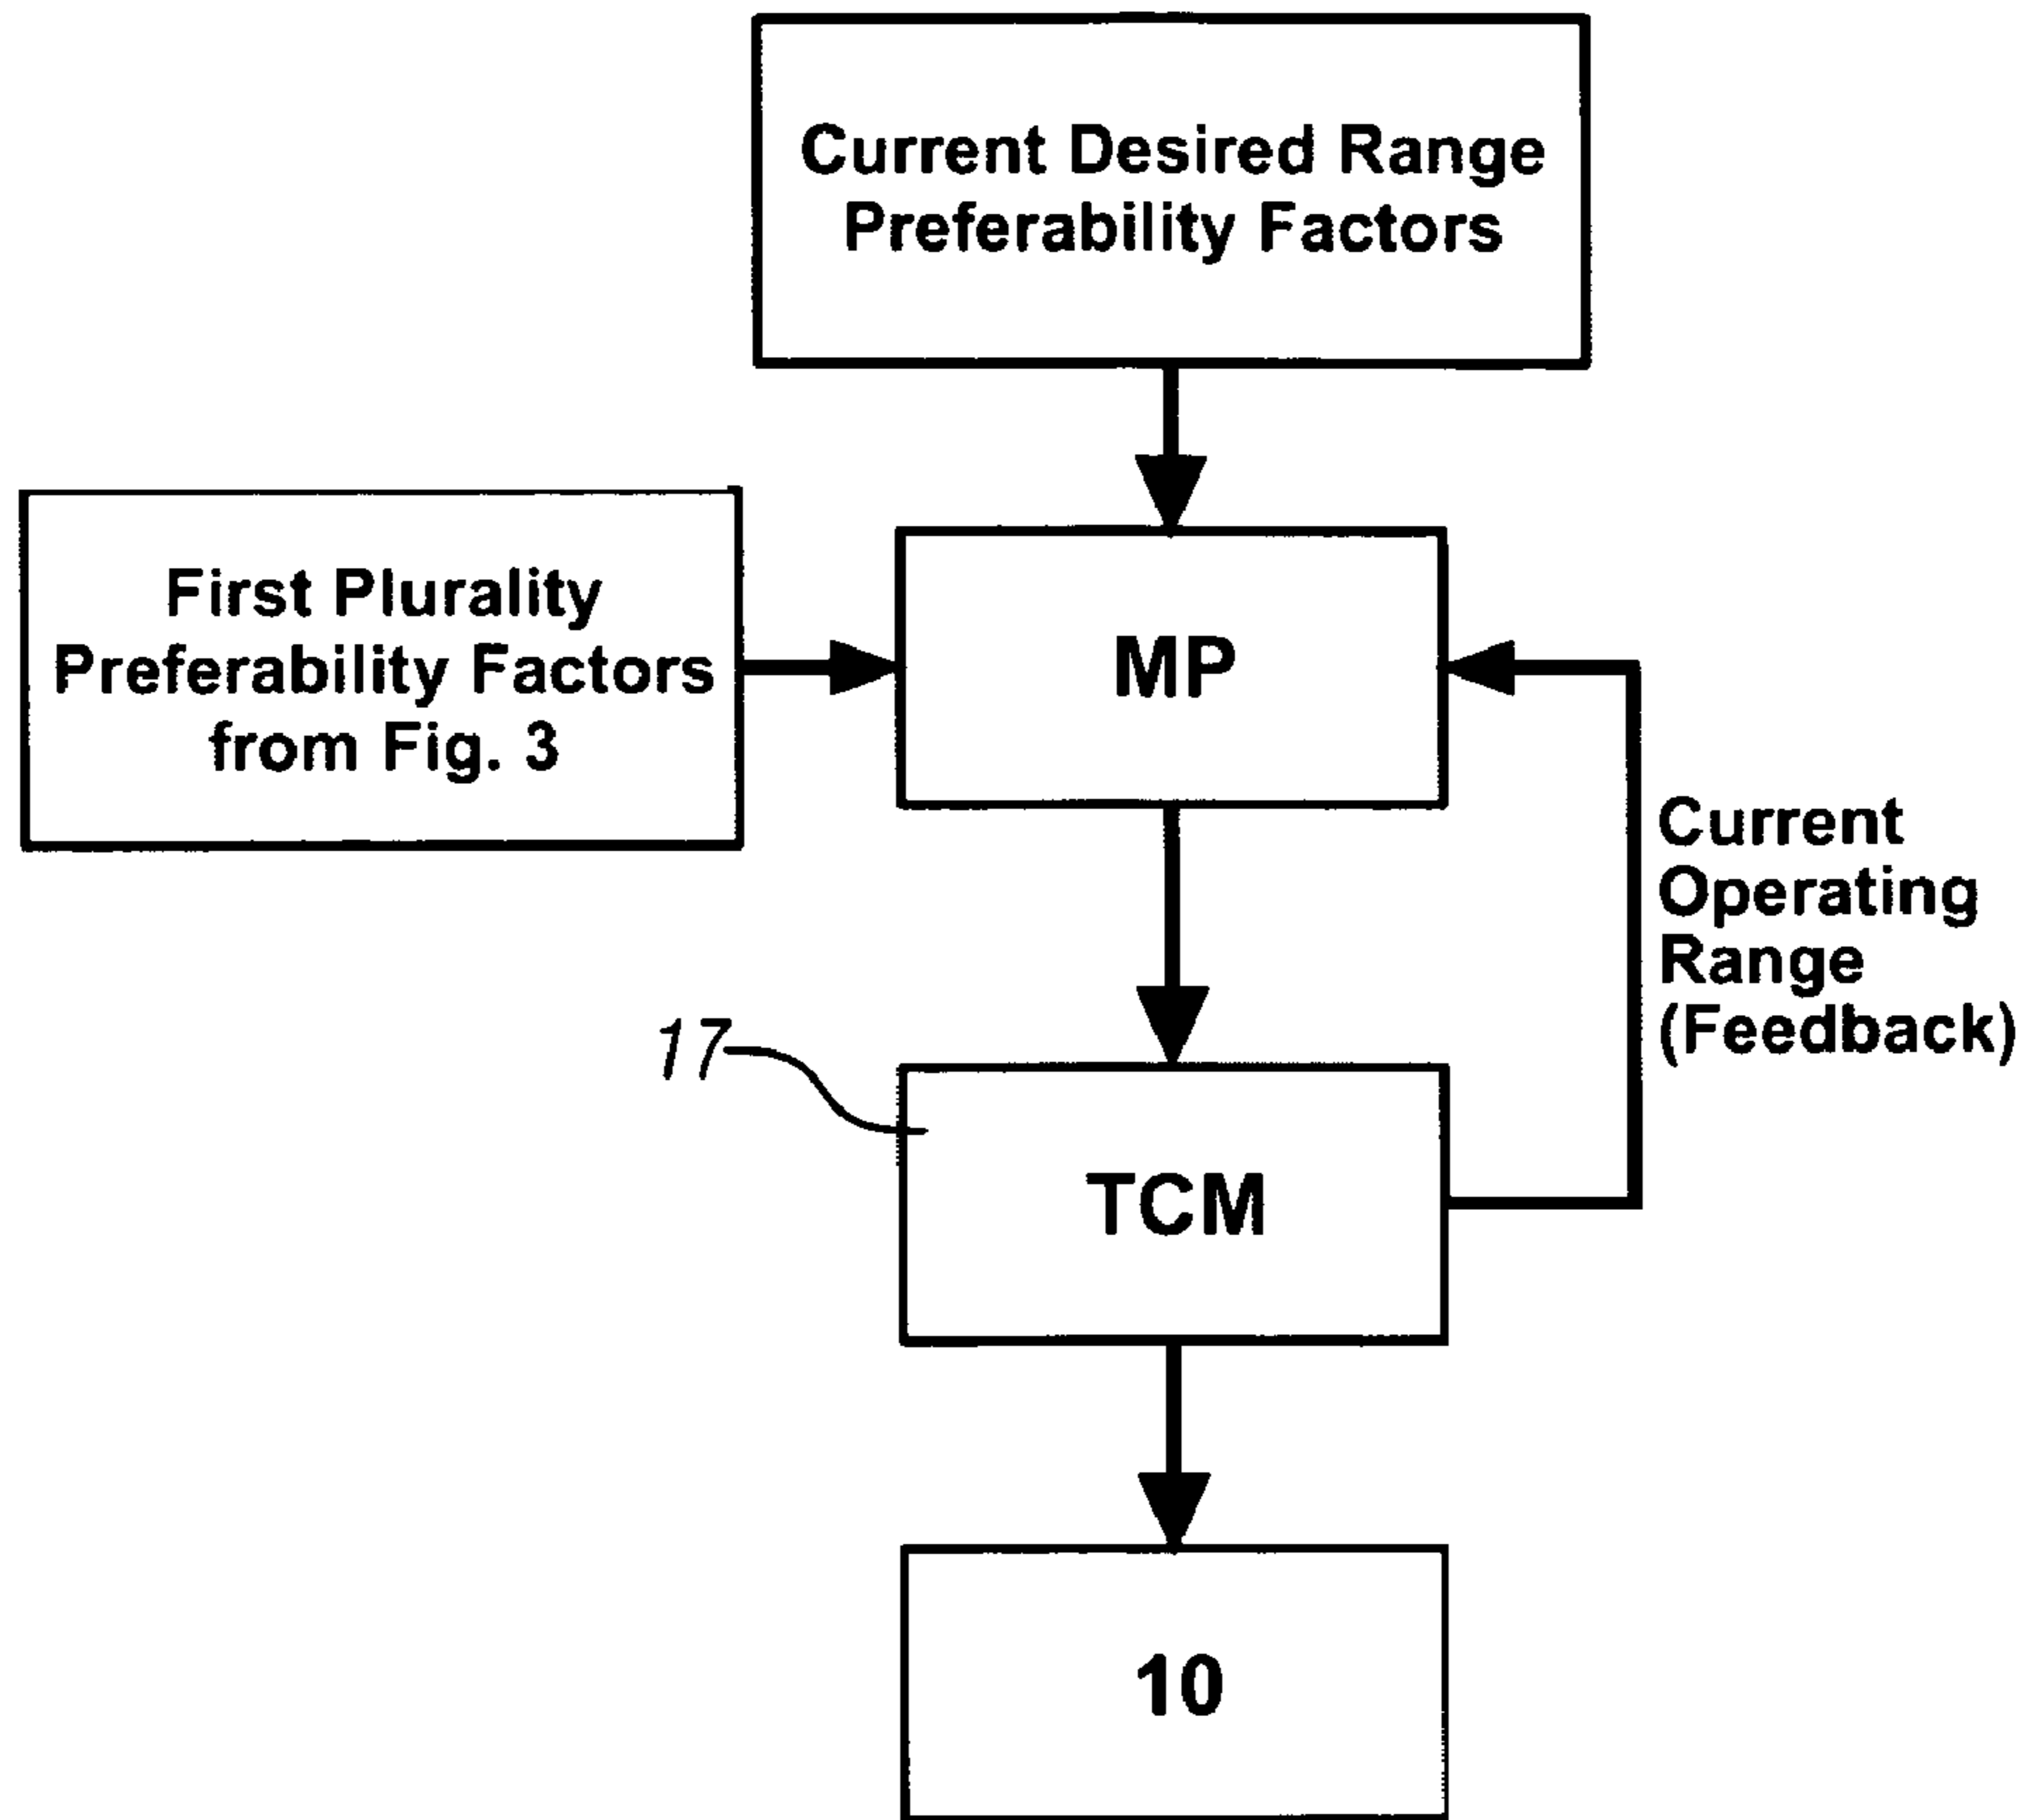 Current Desired Range
Preferability Factors
First Plurality
Preferability Factors
from Fig. 3
MP
Current
Operating
Range
(Feedback)
17
TCM
10